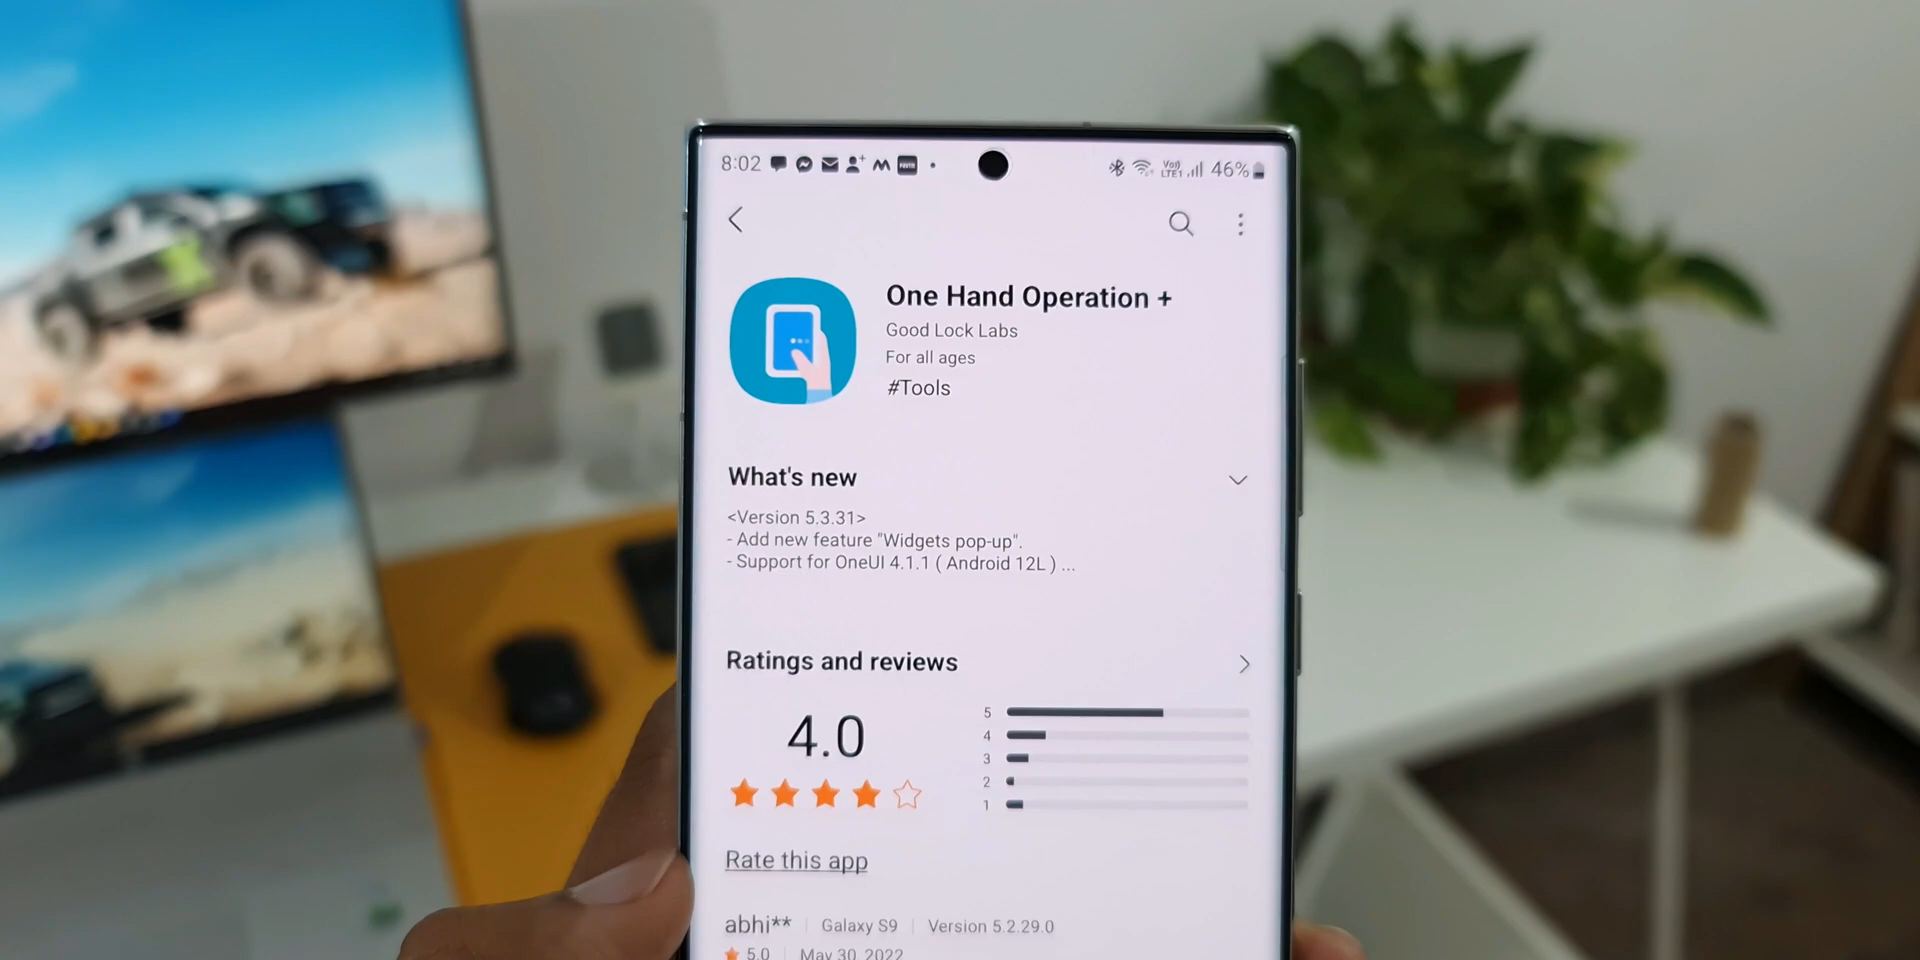 8:02
Vo)) LTE1 46%
One Hand Operation +
Good Lock Labs
For all ages
#Tools
What's new
<Version 5.3.31>
- Add new feature "Widgets pop-up".
- Support for OneUI 4.1.1 ( Android 12L ) ...
Ratings and reviews
4.0
5
4
3
2
1
Rate this app
abhi** Galaxy S9 Version 5.2.29.0
5.0 May 30, 2022